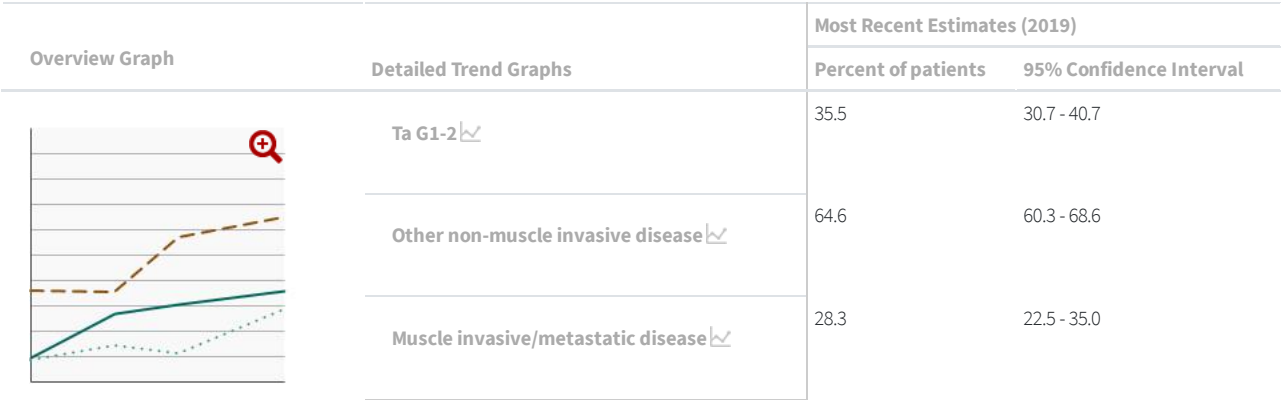 Most Recent Estimates (2019)
Overview Graph
Detailed Trend Graphs
Percent of patients
95% Confidence Interval
Ta G1-2
35.5
30.7 - 40.7
Other non-muscle invasive disease
64.6
60.3 - 68.6
Muscle invasive/metastatic disease
28.3
22.5 - 35.0